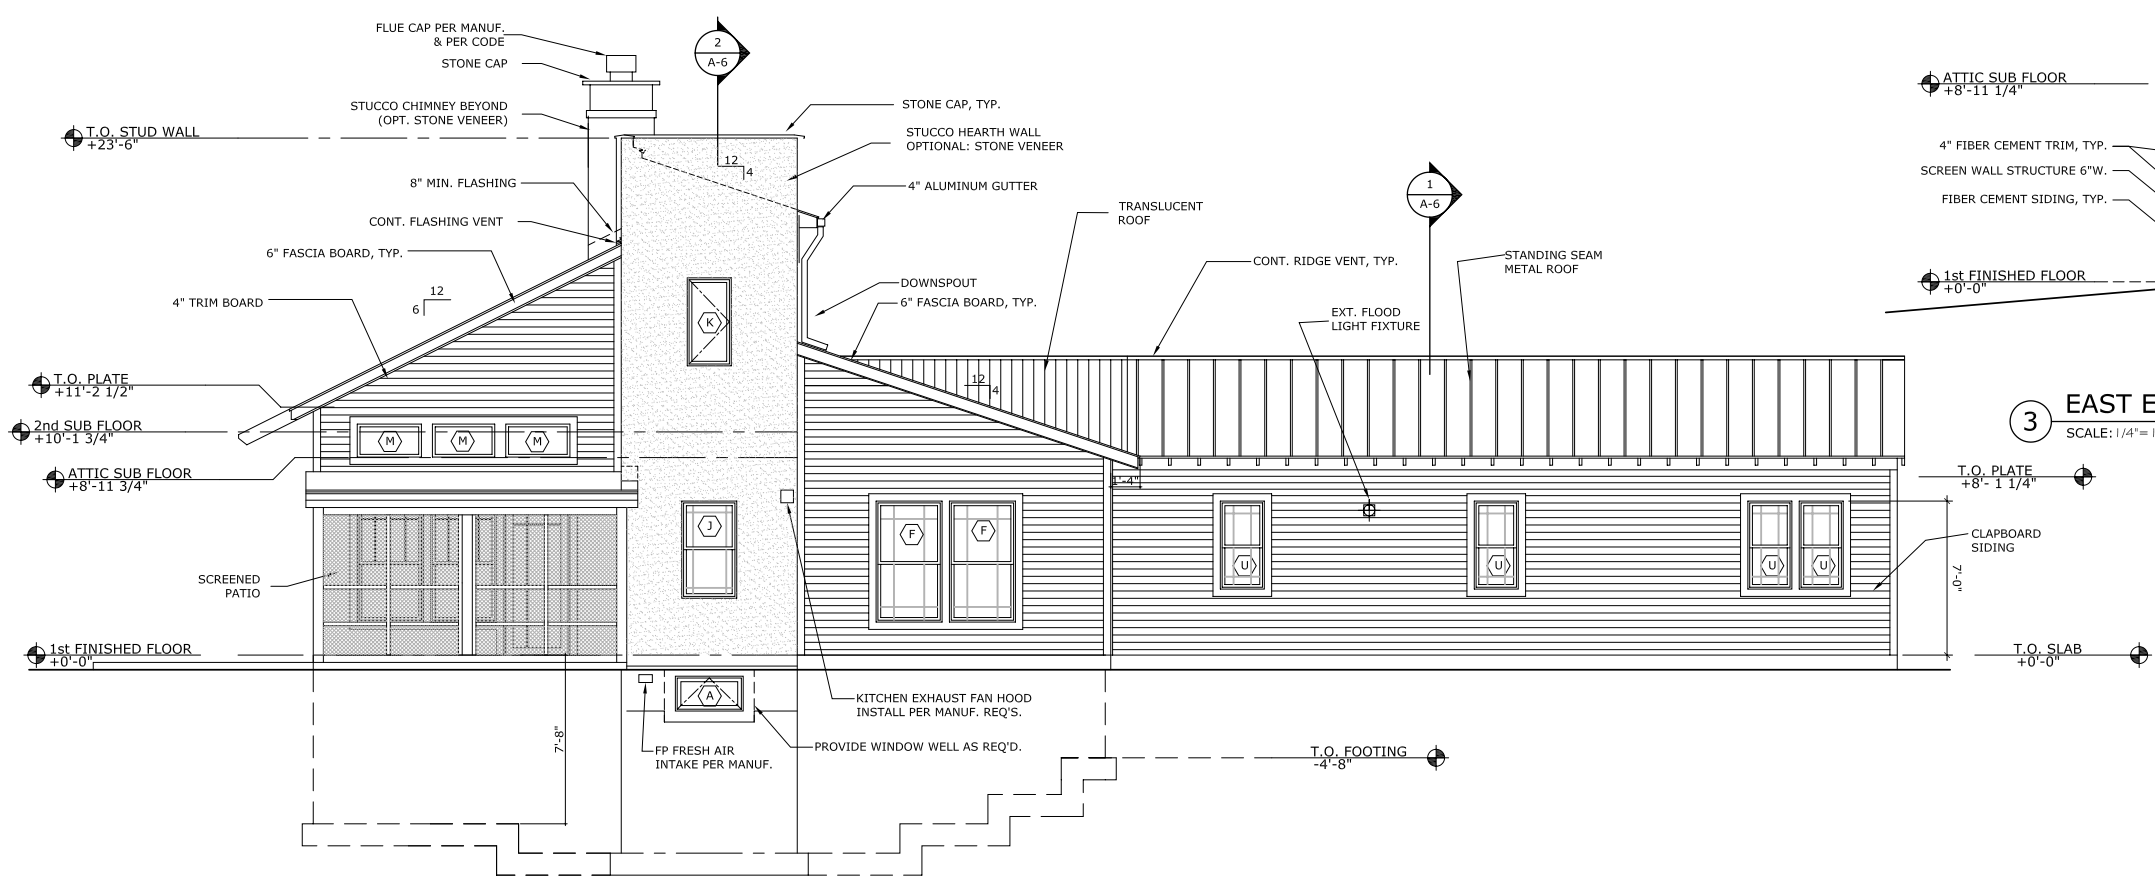 FLUE CAP PER MANUF.
& PER CODE
STONE CAP
STUCCO CHIMNEY BEYOND
(OPT. STONE VENEER)
T.O. STUD WALL
+23'-6"
8" MIN. FLASHING
CONT. FLASHING VENT
6" FASCIA BOARD, TYP.
12
6
4" TRIM BOARD
T.O. PLATE
+11'-2 1/2"
2nd SUB FLOOR
+10'-1 3/4"
ATTIC SUB FLOOR
+8'-11 3/4"
SCREENED
PATIO
1st FINISHED FLOOR
+0'-0"
M
M
M
2
A-6
12
4
K
J
A
STONE CAP, TYP.
STUCCO HEARTH WALL
OPTIONAL: STONE VENEER
4" ALUMINUM GUTTER
DOWNSPOUT
6" FASCIA BOARD, TYP.
TRANSLUCENT
ROOF
CONT. RIDGE VENT, TYP.
12
4
1'-4"
F
F
1
A-6
STANDING SEAM
METAL ROOF
EXT. FLOOD
LIGHT FIXTURE
U
U
U
U
7'-0"
CLAPBOARD
SIDING
7'-8"
FP FRESH AIR
INTAKE PER MANUF.
KITCHEN EXHAUST FAN HOOD
INSTALL PER MANUF. REQ'S.
PROVIDE WINDOW WELL AS REQ'D.
T.O. FOOTING
-4'-8"
ATTIC SUB FLOOR
+8'-11 1/4"
4" FIBER CEMENT TRIM, TYP.
SCREEN WALL STRUCTURE 6"W.
FIBER CEMENT SIDING, TYP.
1st FINISHED FLOOR
+0'-0"
3
EAST E
SCALE: 1/4"=
T.O. PLATE
+8'- 1 1/4"
T.O. SLAB
+0'-0"